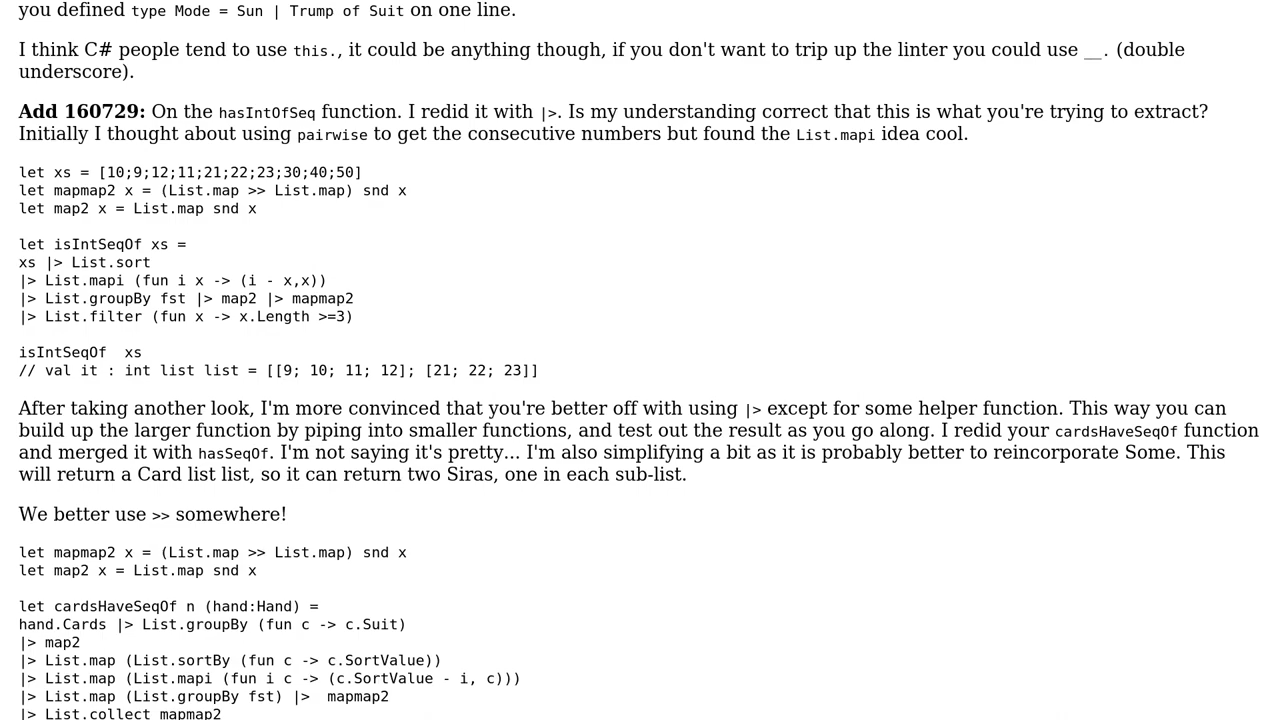 you defined type Mode = Sun | Trump of Suit on one line.
I think C# people tend to use this., it could be anything though, if you don't want to trip up the linter you could use __. (double
underscore).
Add 160729: On the hasIntOfSeq function. I redid it with |>. Is my understanding correct that this is what you're trying to extract?
Initially I thought about using pairwise to get the consecutive numbers but found the List.mapi idea cool.
let xs = [10;9;12;11;21;22;23;30;40;50]
let mapmap2 x = (List.map >> List.map) snd x
let map2 x = List.map snd x
let isIntSeqOf xs =
xs |> List.sort
|> List.mapi (fun i x -> (i - x,x))
|> List.groupBy fst |> map2 |> mapmap2
|> List.filter (fun x -> x.Length >=3)
isIntSeqOf  xs
// val it : int list list = [[9; 10; 11; 12]; [21; 22; 23]]
After taking another look, I'm more convinced that you're better off with using |> except for some helper function. This way you can
build up the larger function by piping into smaller functions, and test out the result as you go along. I redid your cardsHaveSeqOf function
and merged it with hasSeqOf. I'm not saying it's pretty... I'm also simplifying a bit as it is probably better to reincorporate Some. This
will return a Card list list, so it can return two Siras, one in each sub-list.
We better use >> somewhere!
let mapmap2 x = (List.map >> List.map) snd x
let map2 x = List.map snd x
let cardsHaveSeqOf n (hand:Hand) =
hand.Cards |> List.groupBy (fun c -> c.Suit)
|> map2
|> List.map (List.sortBy (fun c -> c.SortValue))
|> List.map (List.mapi (fun i c -> (c.SortValue - i, c)))
|> List.map (List.groupBy fst) |>  mapmap2
|> List.collect mapmap2